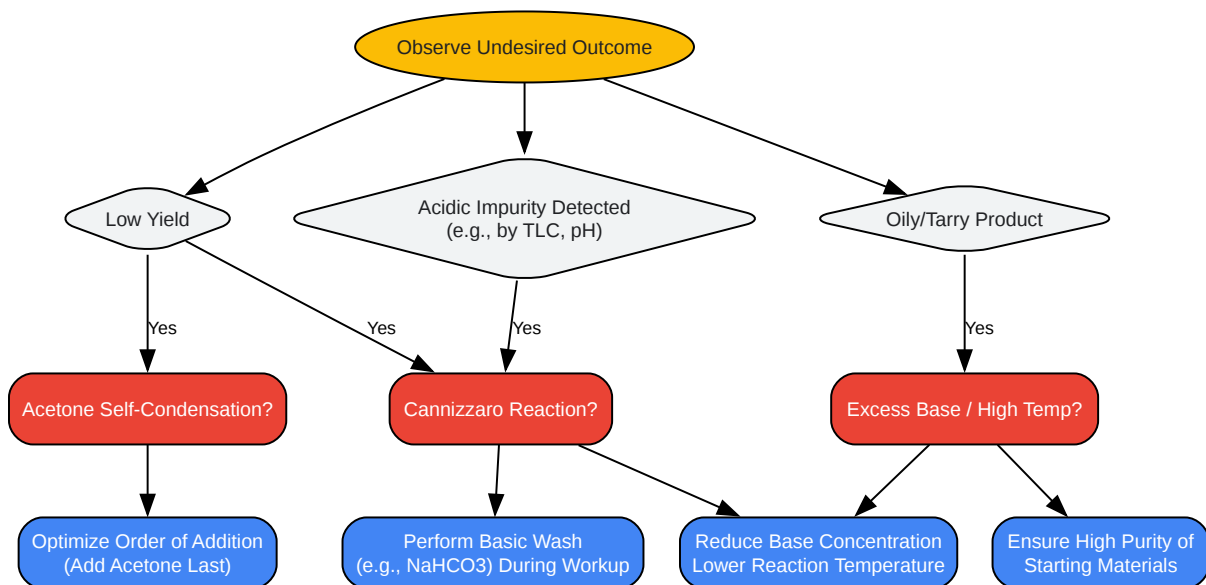 Observe Undesired Outcome
Low Yield
Acidic Impurity Detected
(e.g., by TLC, pH)
Oily/Tarry Product
Yes
Yes
Yes
Yes
Acetone Self-Condensation?
Cannizzaro Reaction?
Excess Base / High Temp?
Optimize Order of Addition
(Add Acetone Last)
Perform Basic Wash
(e.g., NaHCO3) During Workup
Reduce Base Concentration
Lower Reaction Temperature
Ensure High Purity of
Starting Materials